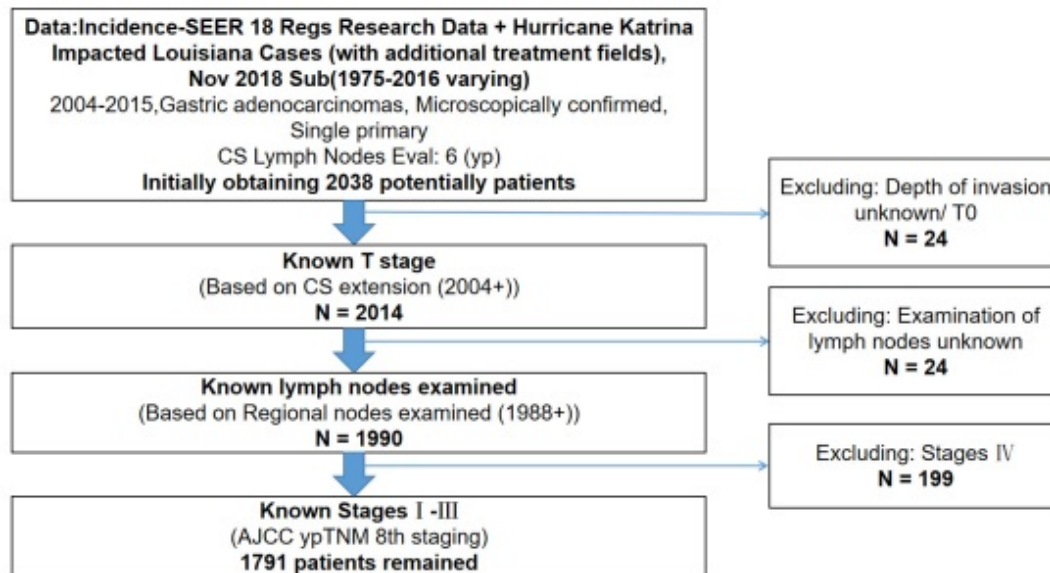 Data:Incidence-SEER 18 Regs Research Data + Hurricane Katrina
Impacted Louisiana Cases (with additional treatment fields),
Nov 2018 Sub(1975-2016 varying)
2004-2015,Gastric adenocarcinomas, Microscopically confirmed,
Single primary
CS Lymph Nodes Eval: 6 (yp)
Initially obtaining 2038 potentially patients
Excluding: Depth of invasion
unknown/ T0
N = 24
Known T stage
(Based on CS extension (2004+))
N = 2014
Excluding: Examination of
lymph nodes unknown
N = 24
Known lymph nodes examined
(Based on Regional nodes examined (1988+))
N = 1990
Excluding: Stages Ⅳ
N = 199
Known Stages Ⅰ -Ⅲ
(AJCC ypTNM 8th staging)
1791 patients remained